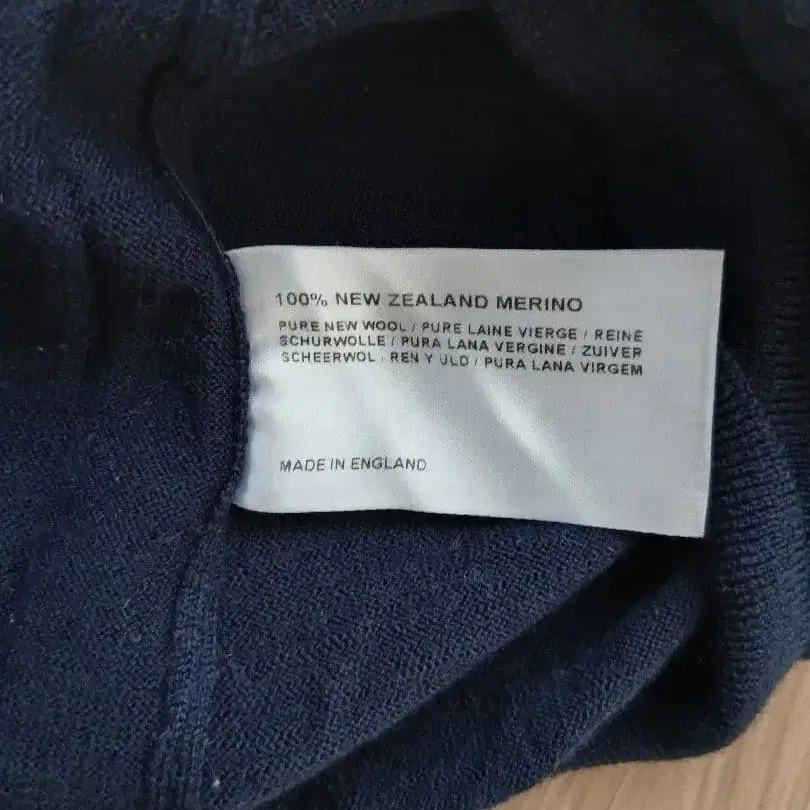 100% NEW ZEALAND MERINO
PURE NEW WOOL / PURE LAINE VIERGE / REINE
SCHURWOLLE / PURA LANA VERGINE / ZUIVER
SCHEERWOL / REN Y ULD / PURA LANA VIRGEM
MADE IN ENGLAND